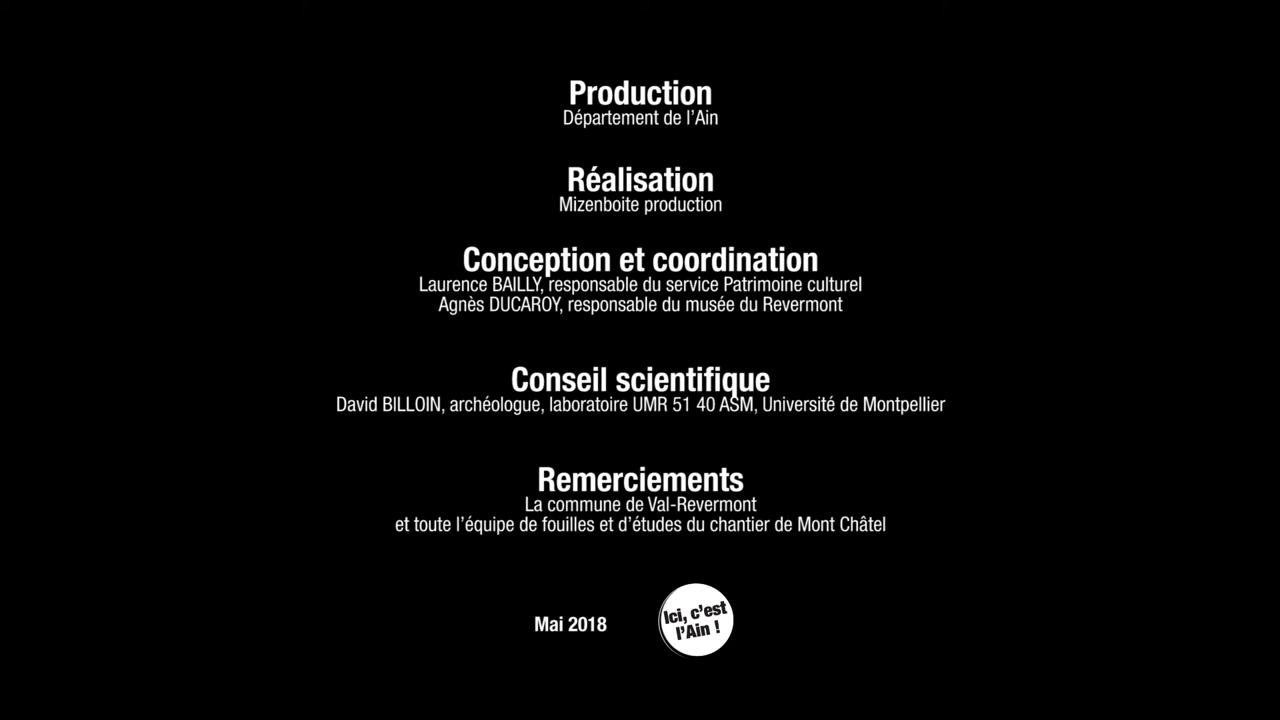 Production
Département de l'Ain
Réalisation
Mizenboite production
Conception et coordination
Laurence BAILLY, responsable du service Patrimoine culturel
Agnès DUCAROY, responsable du musée du Revermont
Conseil scientifique
David BILLOIN, archéologue, laboratoire UMR 51 40 ASM, Université de Montpellier
Remerciements
La commune de Val-Revermont
et toute l'équipe de fouilles et d'études du chantier de Mont Châtel
Mai 2018
Ici, c'est
l'Ain !